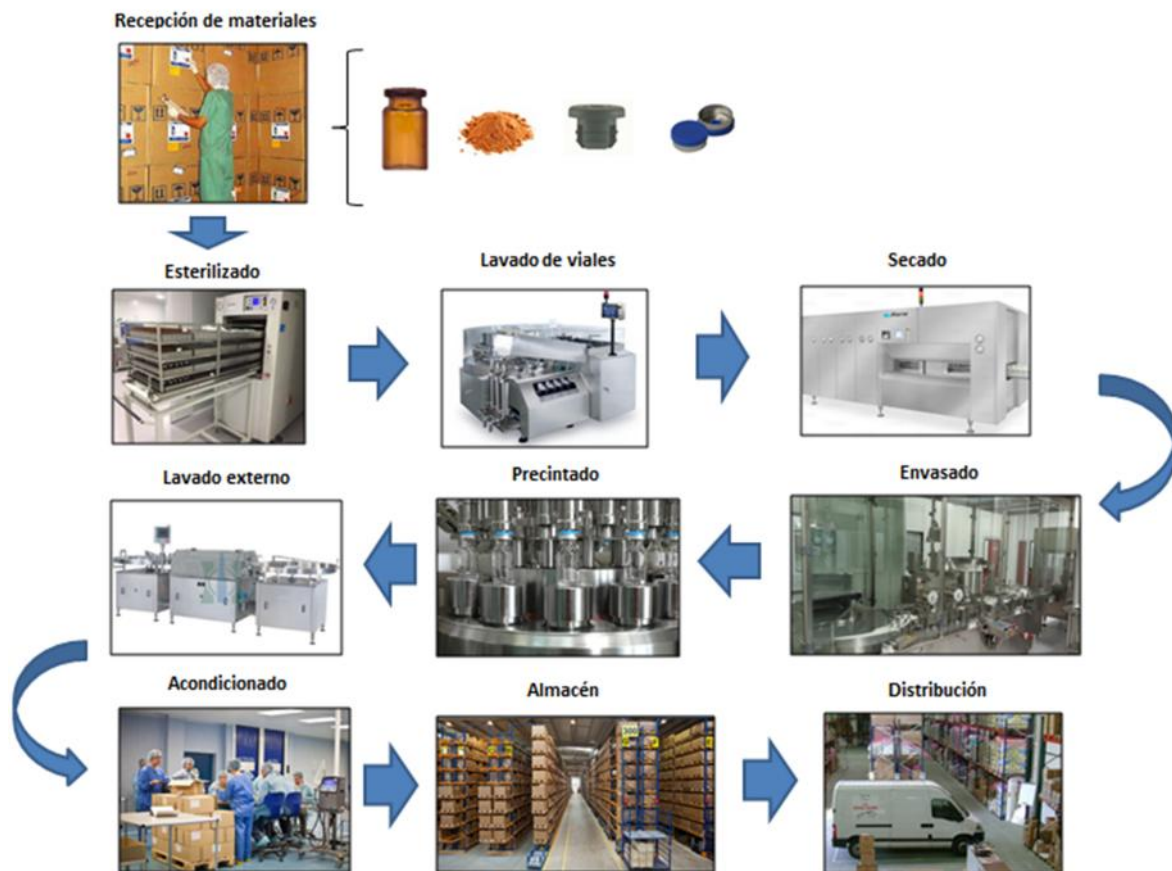 Recepción de materiales
Esterilizado
Lavado de viales
Secado
Lavado externo
Precintado
Envasado
Acondicionado
Almacén
Distribución